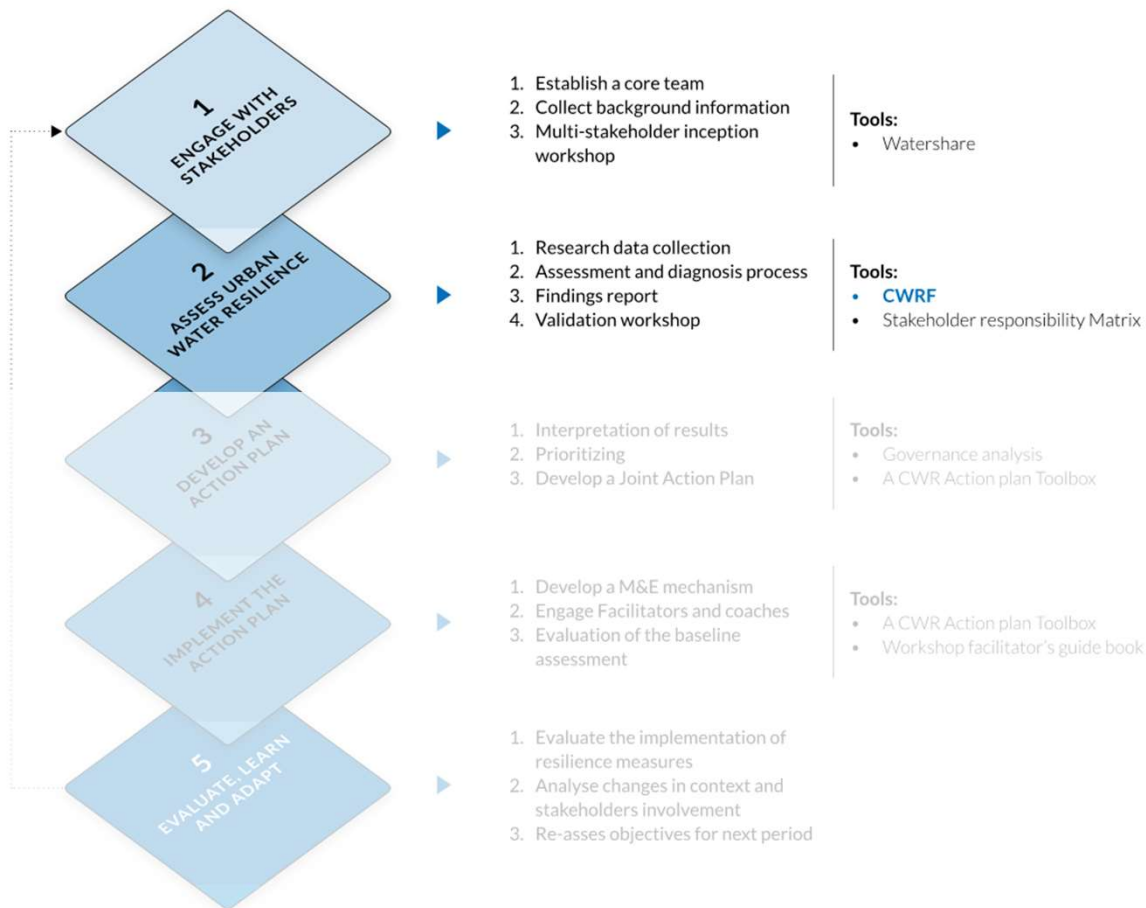 1
ENGAGE WITH
STAKEHOLDERS
1. Establish a core team
2. Collect background information
3. Multi-stakeholder inception
workshop
Tools:
• Watershare
2
ASSESS URBAN
WATER RESILIENCE
1. Research data collection
2. Assessment and diagnosis process
3. Findings report
4. Validation workshop
Tools:
• CWRF
• Stakeholder responsibility Matrix
3
DEVELOP AN
ACTION PLAN
1. Interpretation of results
2. Prioritizing
3. Develop a Joint Action Plan
Tools:
• Governance analysis
• A CWR Action plan Toolbox
4
IMPLEMENT THE
ACTION PLAN
1. Develop a M&E mechanism
2. Engage Facilitators and coaches
3. Evaluation of the baseline
assessment
Tools:
• A CWR Action plan Toolbox
• Workshop facilitator's guide book
5
EVALUATE, LEARN
AND ADAPT
1. Evaluate the implementation of
resilience measures
2. Analyse changes in context and
stakeholders involvement
3. Re-asses objectives for next period